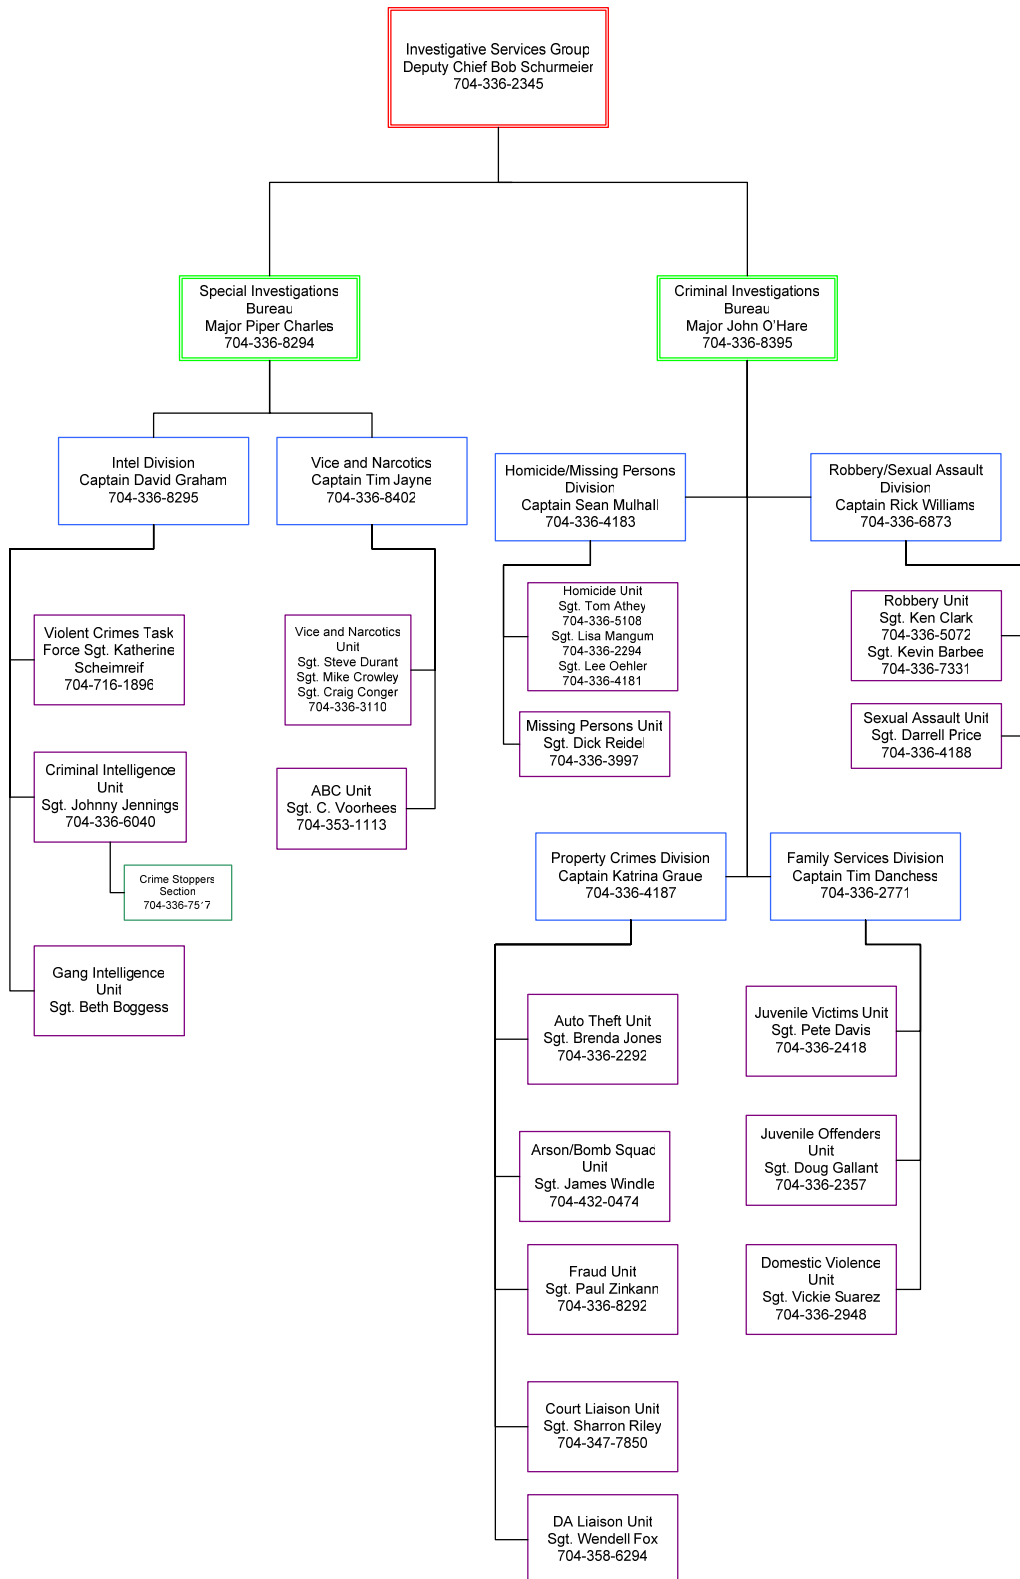 Investigative Services Group
Deputy Chief Bob Schurmeier
704-336-2345
Special Investigations
Bureau
Major Piper Charles
704-336-8294
Criminal Investigations
Bureau
Major John O'Hare
704-336-8395
Intel Division
Captain David Graham
704-336-8295
Vice and Narcotics
Captain Tim Jayne
704-336-8402
Homicide/Missing Persons
Division
Captain Sean Mulhall
704-336-4183
Robbery/Sexual Assault
Division
Captain Rick Williams
704-336-6873
Violent Crimes Task
Force Sgt. Katherine
Scheimreif
704-716-1896
Vice and Narcotics
Unit
Sgt. Steve Durant
Sgt. Mike Crowley
Sgt. Craig Conger
704-336-3110
Homicide Unit
Sgt. Tom Athey
704-336-5108
Sgt. Lisa Mangum
704-336-2294
Sgt. Lee Oehler
704-336-4181
Robbery Unit
Sgt. Ken Clark
704-336-5072
Sgt. Kevin Barbee
704-336-7331
Missing Persons Unit
Sgt. Dick Reidel
704-336-3997
Sexual Assault Unit
Sgt. Darrell Price
704-336-4188
Criminal Intelligence
Unit
Sgt. Johnny Jennings
704-336-6040
ABC Unit
Sgt. C. Voorhees
704-353-1113
Crime Stoppers
Section
704-336-7517
Property Crimes Division
Captain Katrina Graue
704-336-4187
Family Services Division
Captain Tim Danchess
704-336-2771
Gang Intelligence
Unit
Sgt. Beth Boggess
Auto Theft Unit
Sgt. Brenda Jones
704-336-2292
Juvenile Victims Unit
Sgt. Pete Davis
704-336-2418
Arson/Bomb Squad
Unit
Sgt. James Windle
704-432-0474
Juvenile Offenders
Unit
Sgt. Doug Gallant
704-336-2357
Fraud Unit
Sgt. Paul Zinkann
704-336-8292
Domestic Violence
Unit
Sgt. Vickie Suarez
704-336-2948
Court Liaison Unit
Sgt. Sharron Riley
704-347-7850
DA Liaison Unit
Sgt. Wendell Fox
704-358-6294